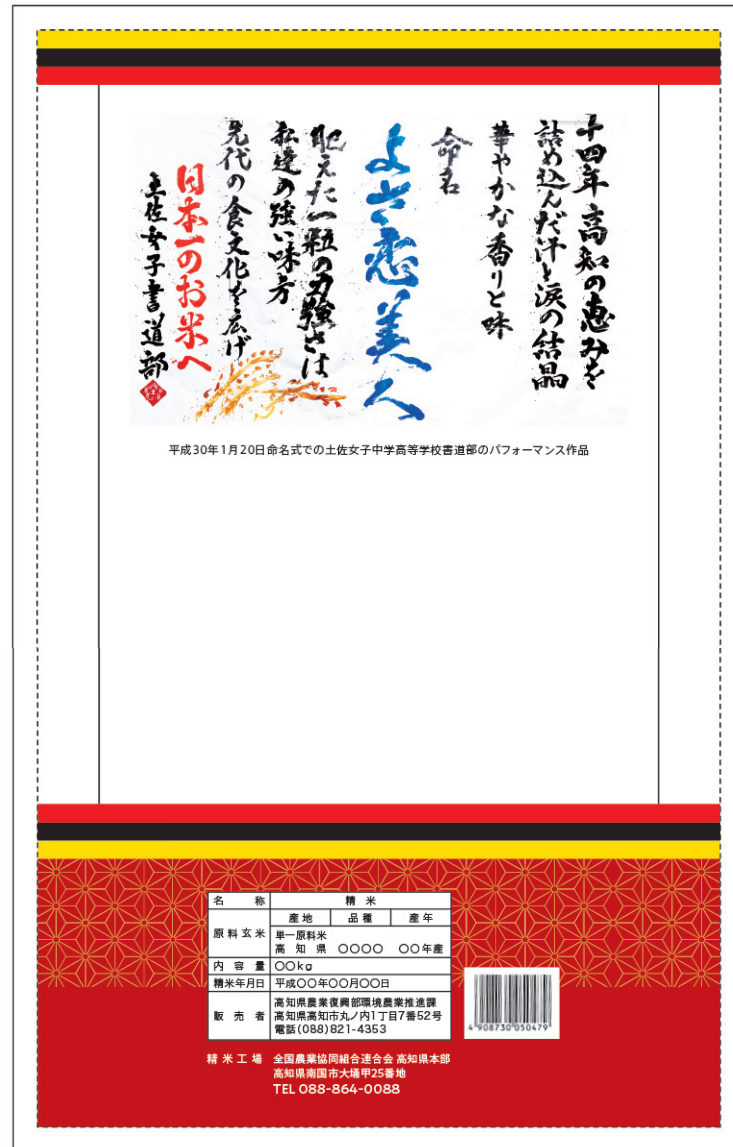 十四年 高知の恵みを
詰め込んだ汗と涙の結晶
華やかな香りと味
命名
よさ恋美人
肥えた一粒の力強さは
私達の強い味方
先代の食文化を広げ
日本一のお米へ
土佐女子書道部
平成30年1月20日命名式での土佐女子中学高等学校書道部のパフォーマンス作品
名称 精米
原料玄米 産地 品種 産年
単一原料米
高知県 〇〇〇〇 〇〇年産
内容量 〇〇kg
精米年月日 平成〇〇年〇〇月〇〇日
販売者 高知県農業復興部環境農業推進課
高知県高知市丸ノ内1丁目7番52号
電話(088)821-4353
4908730050479
精米工場 全国農業協同組合連合会 高知県本部
高知県南国市大埇甲25番地
TEL 088-864-0088